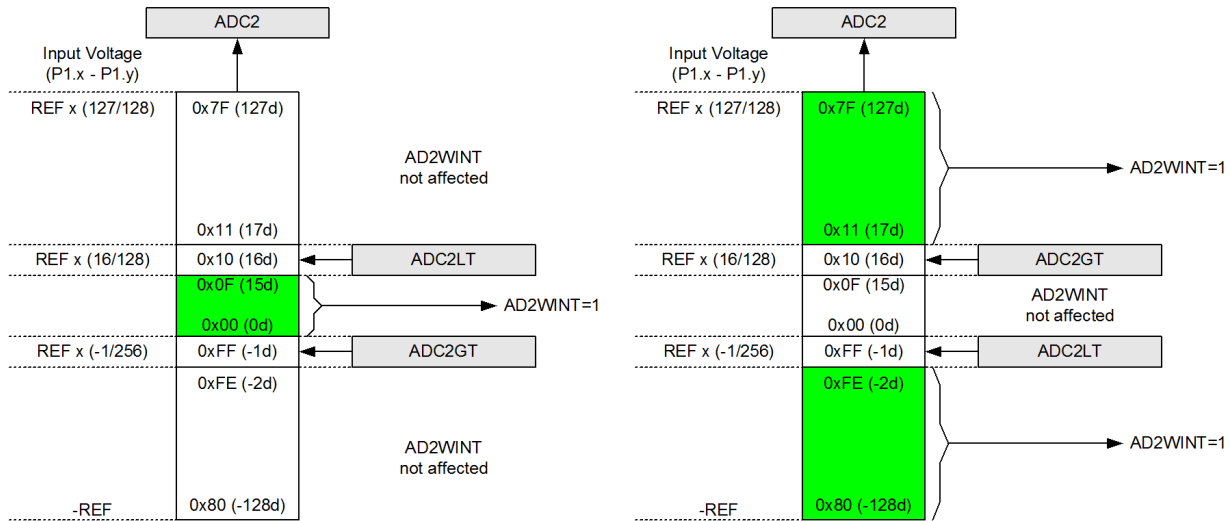 ADC2
Input Voltage
(P1.x - P1.y)
REF x (127/128)
0x7F (127d)
AD2WINT
not affected
0x11 (17d)
REF x (16/128)
0x10 (16d)
ADC2LT
0x0F (15d)
AD2WINT=1
0x00 (0d)
REF x (-1/256)
0xFF (-1d)
ADC2GT
0xFE (-2d)
AD2WINT
not affected
0x80 (-128d)
-REF
ADC2
Input Voltage
(P1.x - P1.y)
REF x (127/128)
0x7F (127d)
AD2WINT=1
0x11 (17d)
REF x (16/128)
0x10 (16d)
ADC2GT
0x0F (15d)
AD2WINT
not affected
0x00 (0d)
REF x (-1/256)
0xFF (-1d)
ADC2LT
0xFE (-2d)
AD2WINT=1
0x80 (-128d)
-REF